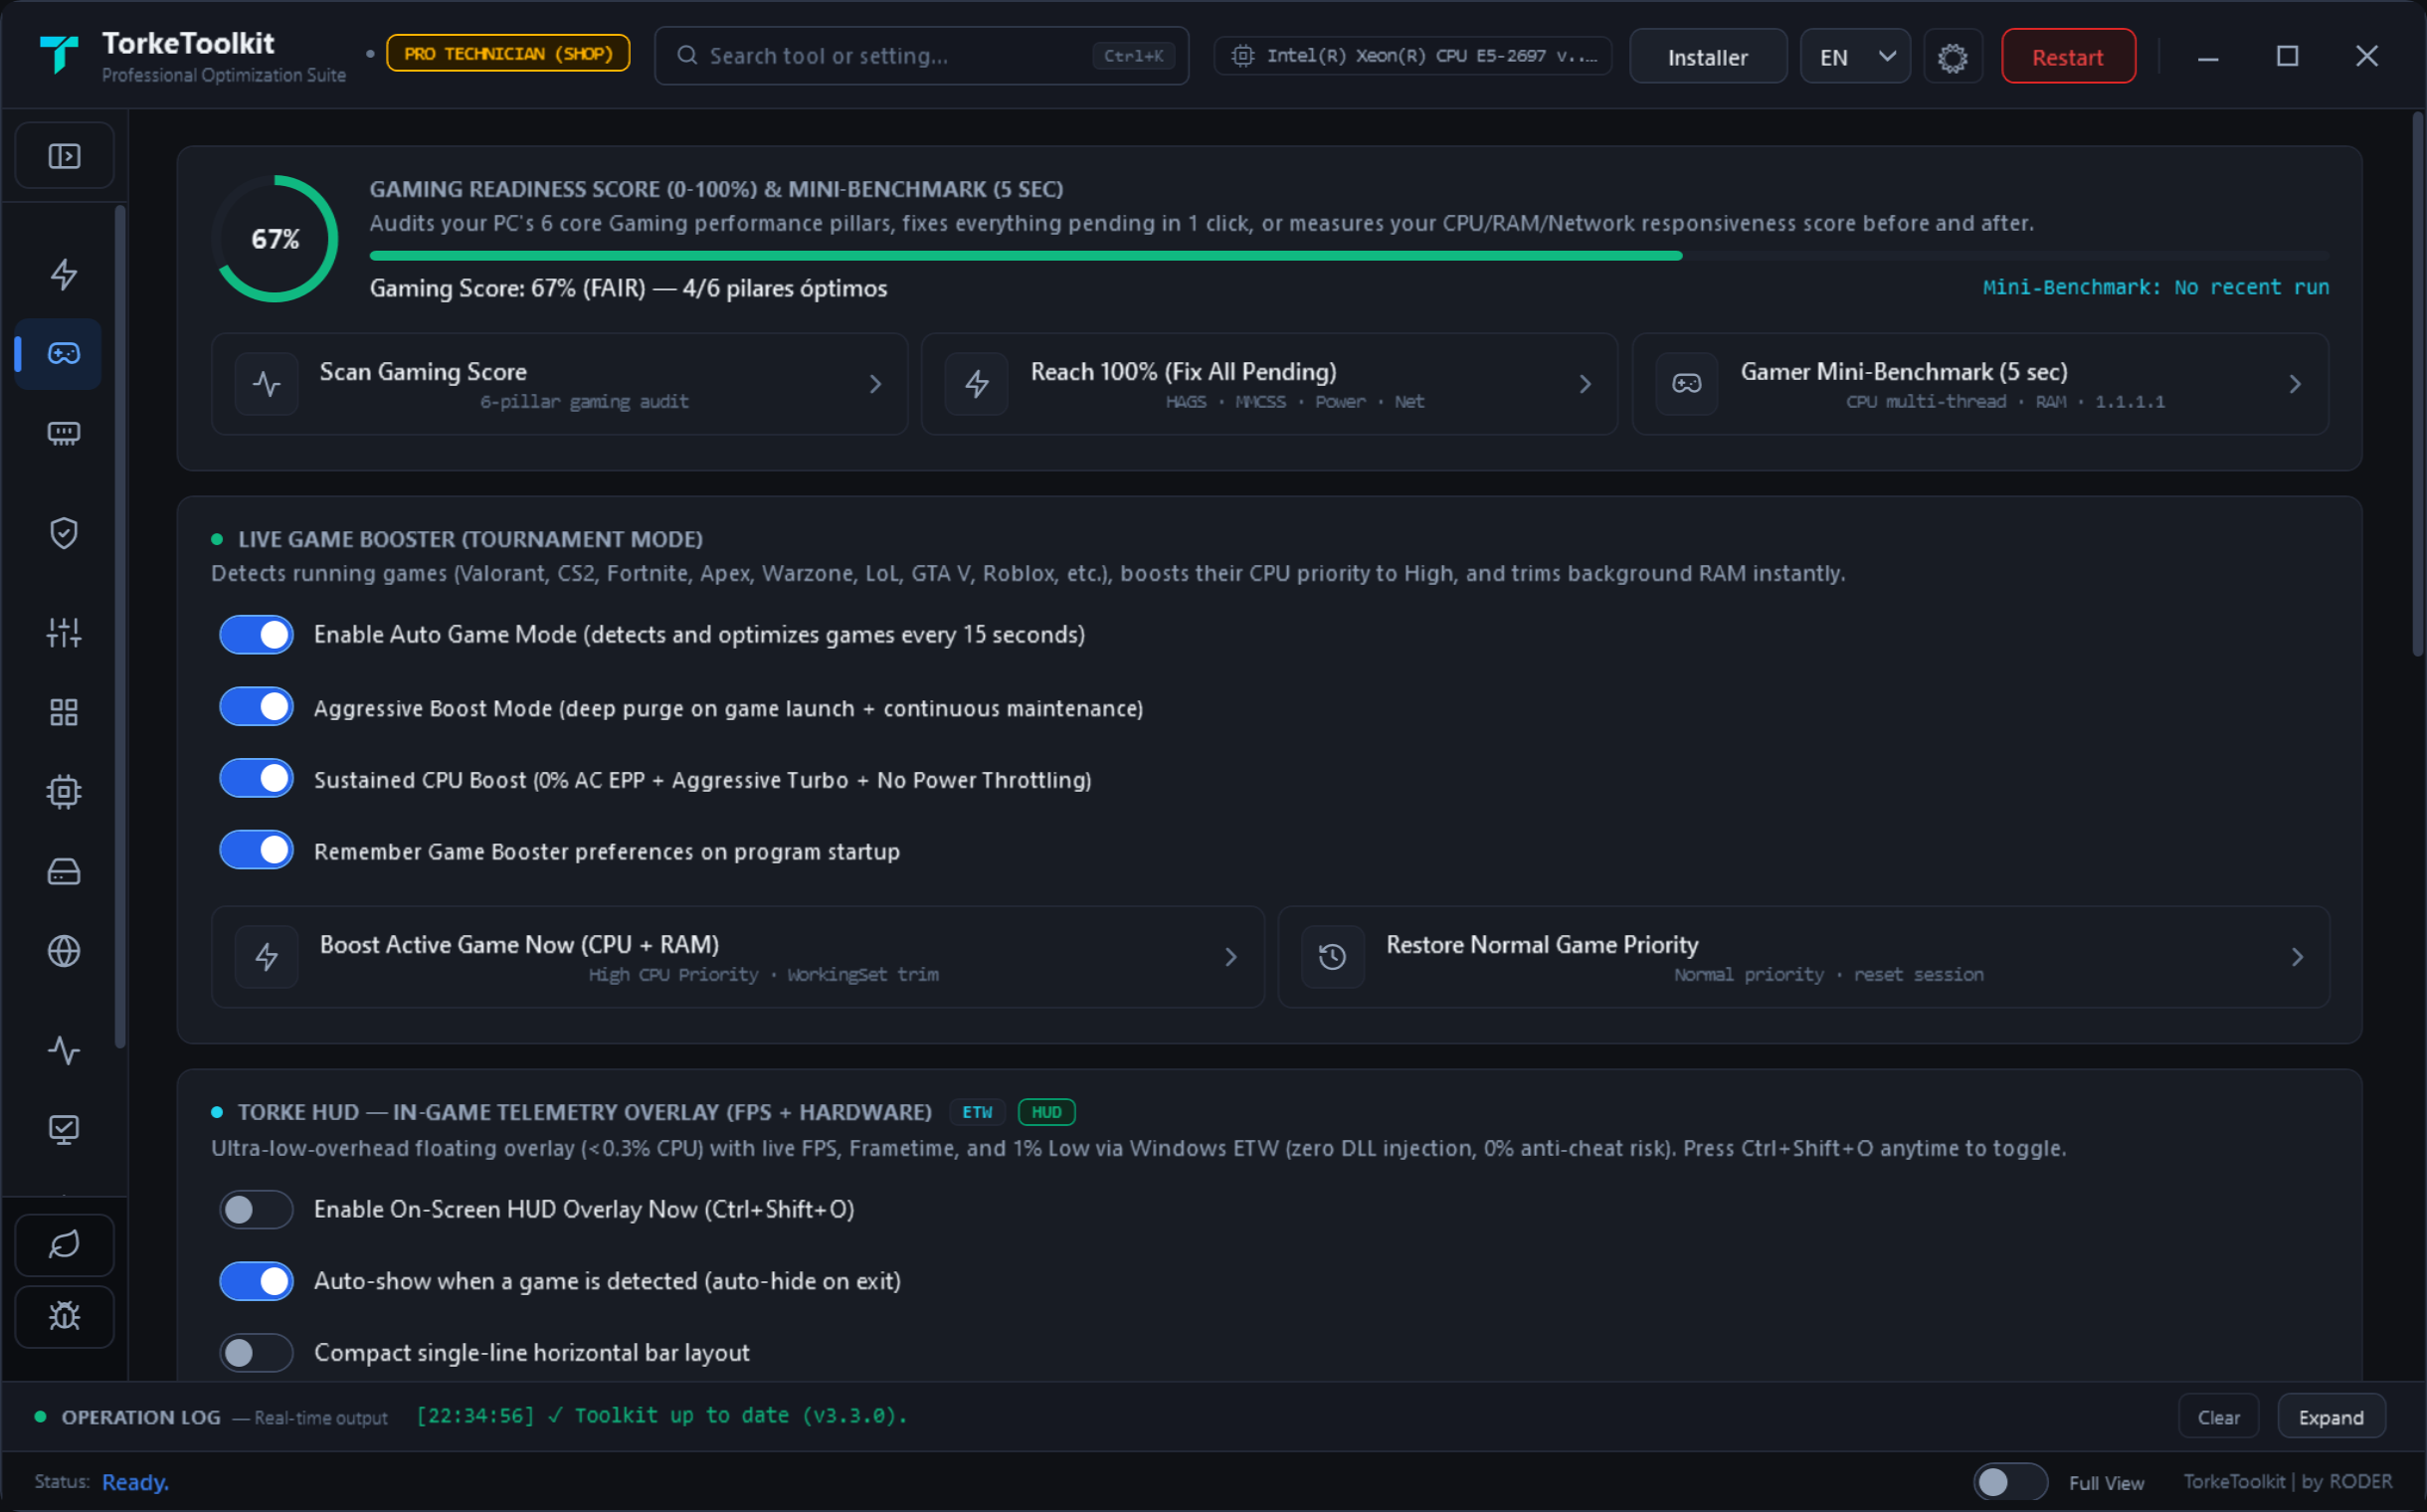 TorkeToolkit
Professional Optimization Suite
PRO TECHNICIAN (SHOP)
Search tool or setting...
Ctrl+K
Intel(R) Xeon(R) CPU E5-2697 v...
Installer
EN
Restart
67%
GAMING READINESS SCORE (0-100%) & MINI-BENCHMARK (5 SEC)
Audits your PC's 6 core Gaming performance pillars, fixes everything pending in 1 click, or measures your CPU/RAM/Network responsiveness score before and after.
Gaming Score: 67% (FAIR) — 4/6 pilares óptimos
Mini-Benchmark: No recent run
Scan Gaming Score
6-pillar gaming audit
Reach 100% (Fix All Pending)
HAGS · MMCSS · Power · Net
Gamer Mini-Benchmark (5 sec)
CPU multi-thread · RAM · 1.1.1.1
LIVE GAME BOOSTER (TOURNAMENT MODE)
Detects running games (Valorant, CS2, Fortnite, Apex, Warzone, LoL, GTA V, Roblox, etc.), boosts their CPU priority to High, and trims background RAM instantly.
Enable Auto Game Mode (detects and optimizes games every 15 seconds)
Aggressive Boost Mode (deep purge on game launch + continuous maintenance)
Sustained CPU Boost (0% AC EPP + Aggressive Turbo + No Power Throttling)
Remember Game Booster preferences on program startup
Boost Active Game Now (CPU + RAM)
High CPU Priority · WorkingSet trim
Restore Normal Game Priority
Normal priority · reset session
TORKE HUD — IN-GAME TELEMETRY OVERLAY (FPS + HARDWARE)
ETW
HUD
Ultra-low-overhead floating overlay (<0.3% CPU) with live FPS, Frametime, and 1% Low via Windows ETW (zero DLL injection, 0% anti-cheat risk). Press Ctrl+Shift+O anytime to toggle.
Enable On-Screen HUD Overlay Now (Ctrl+Shift+O)
Auto-show when a game is detected (auto-hide on exit)
Compact single-line horizontal bar layout
OPERATION LOG — Real-time output
[22:34:56] ✓ Toolkit up to date (v3.3.0).
Clear
Expand
Status: Ready.
Full View
TorkeToolkit | by RODER